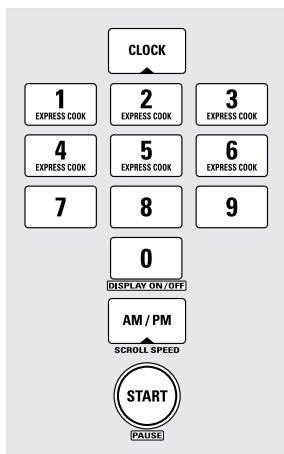 CLOCK
1 2 3
EXPRESS COOK EXPRESS COOK EXPRESS COOK
4 5 6
EXPRESS COOK EXPRESS COOK EXPRESS COOK
7 8 9
0
DISPLAY ON/OFF
AM / PM
SCROLL SPEED
START
PAUSE